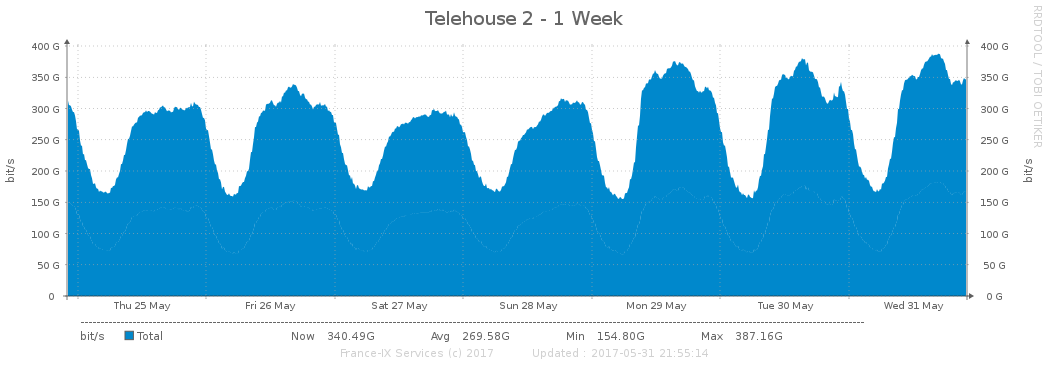 Telehouse 2 - 1 Week
RRDTOOL / TOBI OETIKER
bit/s
400 G 400 G
350 G 350 G
300 G 300 G
250 G 250 G
200 G 200 G
150 G 150 G
100 G 100 G
50 G 50 G
0 0 G
bit/s
Thu 25 May Fri 26 May Sat 27 May Sun 28 May Mon 29 May Tue 30 May Wed 31 May
bit/s Total Now 340.49G Avg 269.58G Min 154.80G Max 387.16G
France-IX Services (c) 2017 Updated : 2017-05-31 21:55:14